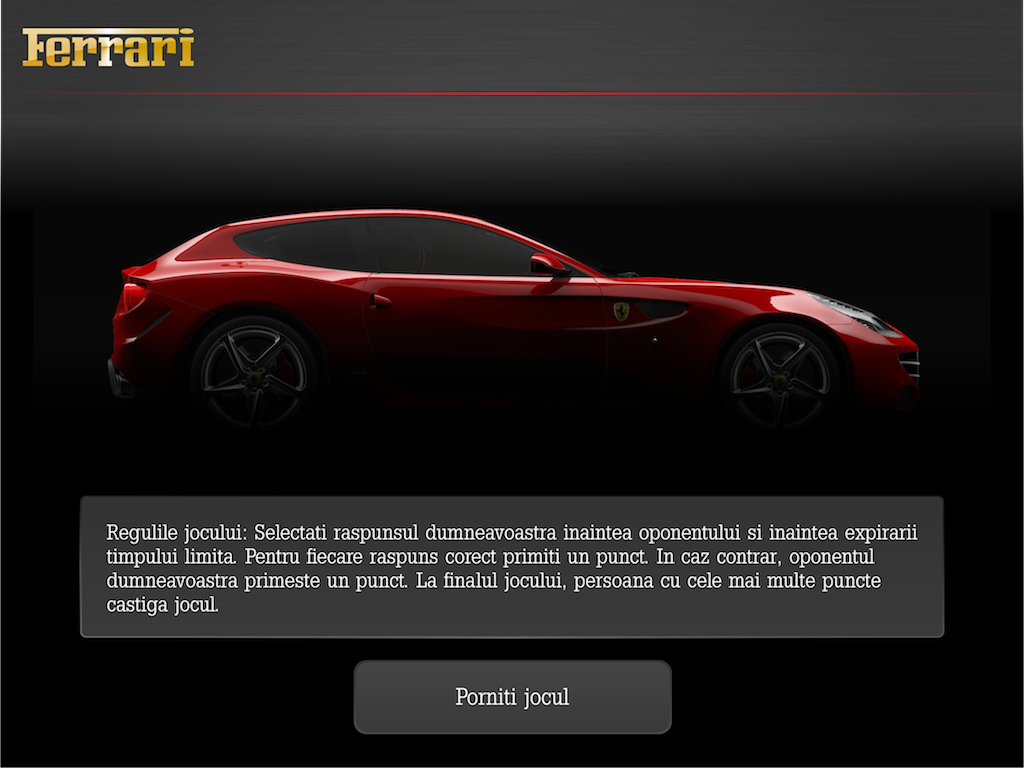 Ferrari
Regulile jocului: Selectati raspunsul dumneavoastra inaintea oponentului si inaintea expirarii
timpului limita. Pentru fiecare raspuns corect primiti un punct. In caz contrar, oponentul
dumneavoastra primeste un punct. La finalul jocului, persoana cu cele mai multe puncte
castiga jocul.
Porniti jocul